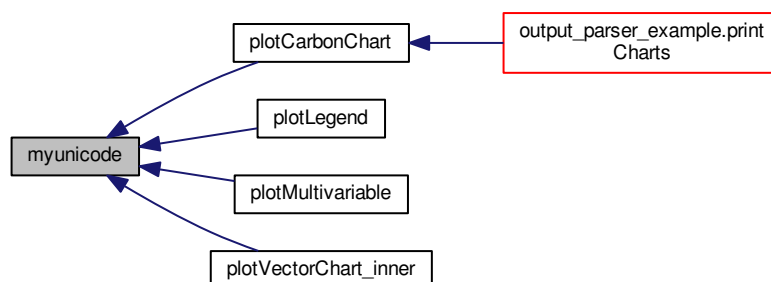 plotCarbonChart
output_parser_example.print
Charts
plotLegend
myunicode
plotMultivariable
plotVectorChart_inner